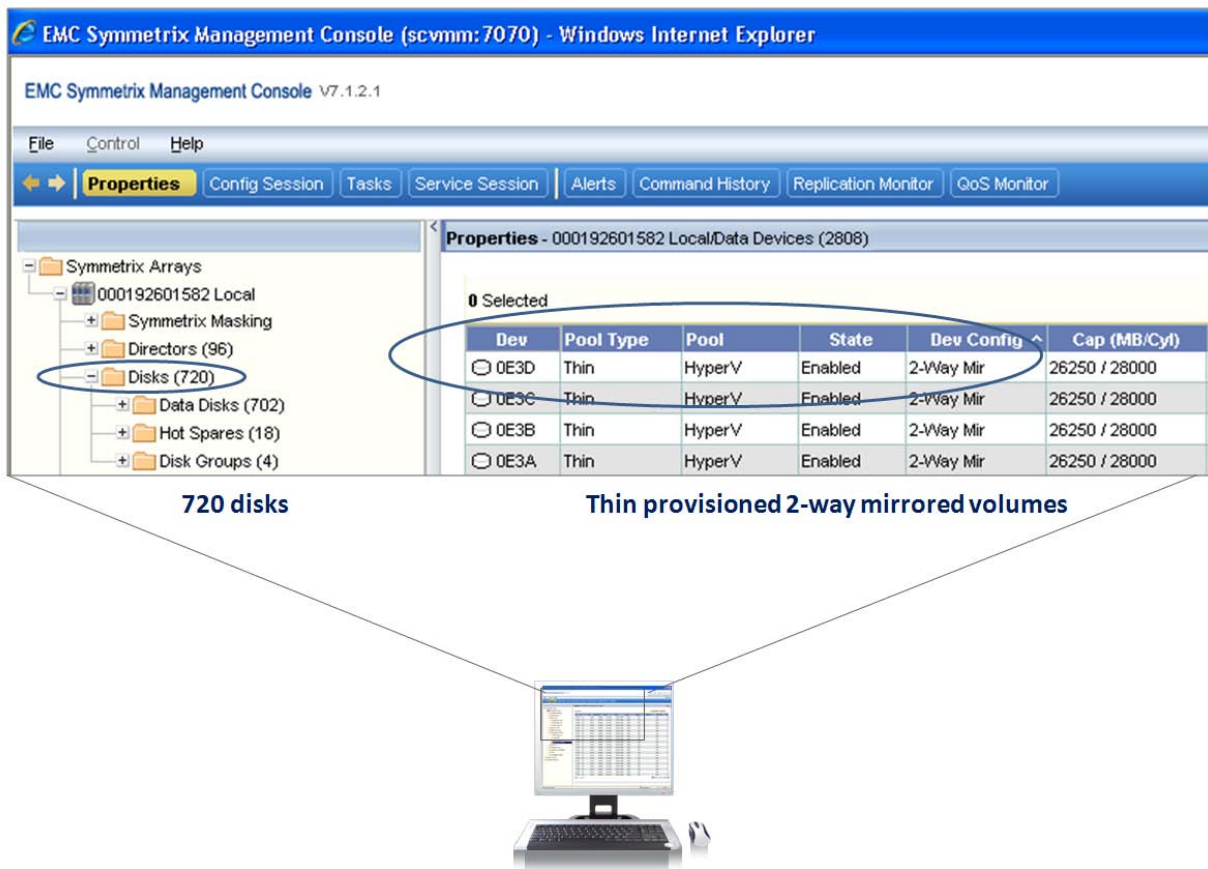 EMC Symmetrix Management Console (scvmm:7070) - Windows Internet Explorer
EMC Symmetrix Management Console V7.1.2.1
File Control Help
Properties Config Session Tasks Service Session Alerts Command History Replication Monitor QoS Monitor
Properties - 000192601582 Local/Data Devices (2808)
Symmetrix Arrays
000192601582 Local
Symmetrix Masking
Directors (96)
Disks (720)
Data Disks (702)
Hot Spares (18)
Disk Groups (4)
0 Selected
Dev Pool Type Pool State Dev Config Cap (MB/Cyl)
0E3D Thin HyperV Enabled 2-Way Mir 26250 / 28000
0E3C Thin HyperV Enabled 2-Way Mir 26250 / 28000
0E3B Thin HyperV Enabled 2-Way Mir 26250 / 28000
0E3A Thin HyperV Enabled 2-Way Mir 26250 / 28000
720 disks
Thin provisioned 2-way mirrored volumes